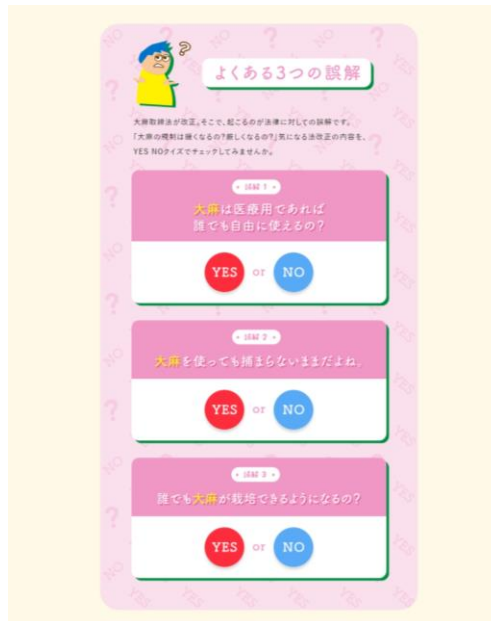 よくある3つの誤解
大麻取締法が改正。そこで、起こるのが法律に対しての誤解です。
「大麻の規制は緩くなるの?厳しくなるの?」気になる法改正の内容を、
YES NOクイズでチェックしてみませんか。
・誤解 1・
大麻は医療用であれば
誰でも自由に使えるの?
YES or NO
・誤解 2・
大麻を使っても捕まらないままだよね。
YES or NO
・誤解 3・
誰でも大麻が栽培できるようになるの?
YES or NO